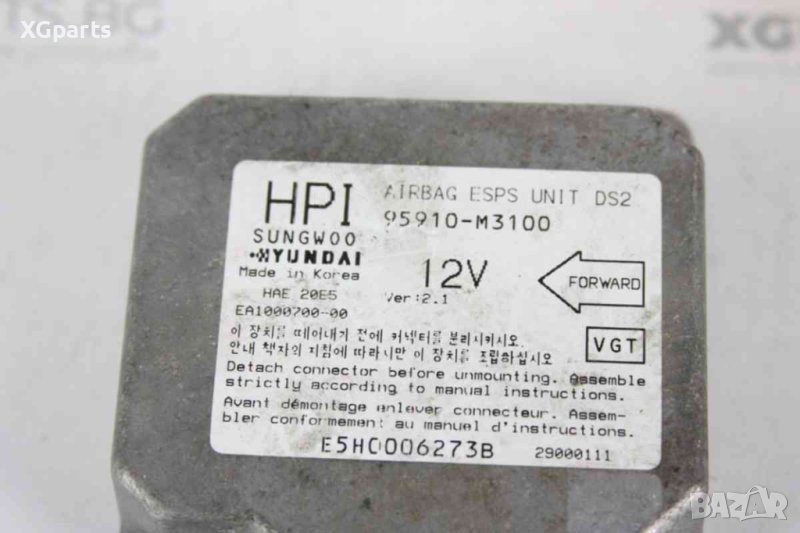 XGparts
HPI
AIRBAG ESPS UNIT DS2
95910-M3100
SUNGWOO
HYUNDAI
Made in Korea
12V
FORWARD
HAE 20E5
Ver:2.1
EA1000700-00
VGT
이 장치를 떼어내기 전에 커넥터를 분리시키시오.
안내 책자의 지침에 따라서만 이 장치를 조립하십시오
Detach connector before unmounting. Assemble
strictly according to manual instructions.
Avant démontage enlever connecteur. Assem-
bler conformement au manuel d'instructions.
E5H0006273B
29000111
BAZAR